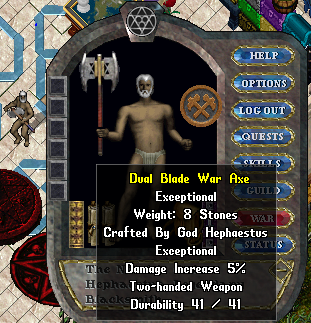 HELP
OPTIONS
LOG OUT
QUESTS
SKILLS
GUILD
WAR
STATUS
Dual Blade War Axe
Exceptional
Weight: 8 Stones
Crafted By God Hephaestus
Exceptional
Damage Increase 5%
Two-handed Weapon
Durability 41 / 41